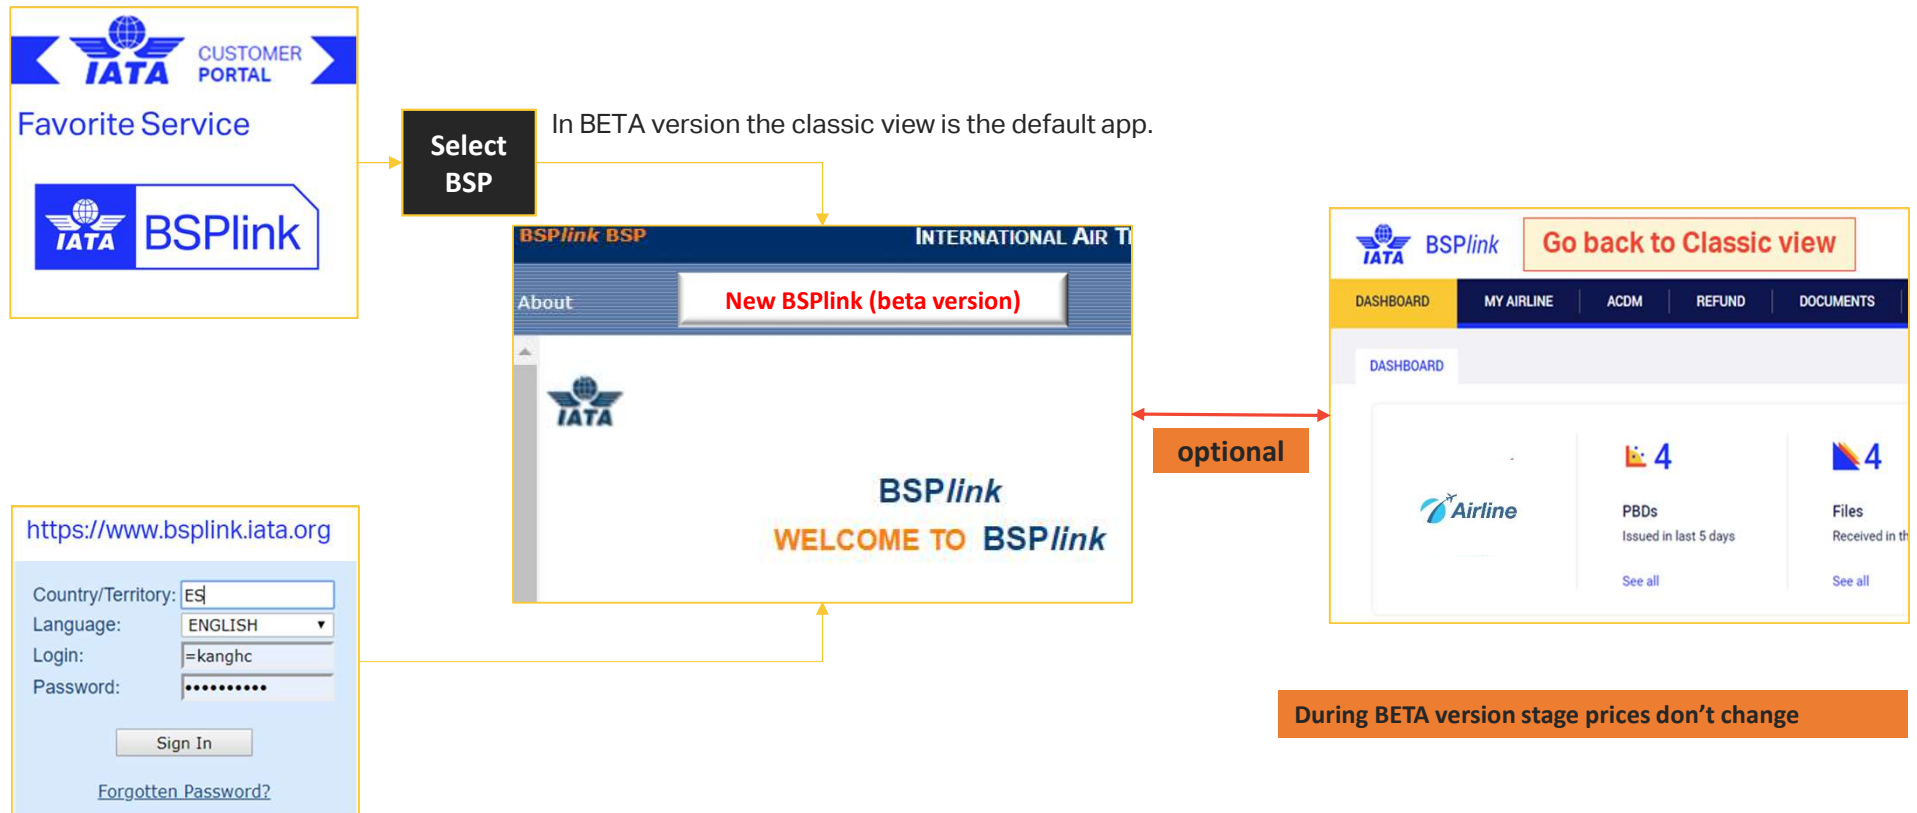 IATA
CUSTOMER
PORTAL
Favorite Service
IATA
BSPlink
Select
BSP
In BETA version the classic view is the default app.
BSPlink BSP
INTERNATIONAL AIR T
About
New BSPlink (beta version)
IATA
BSPlink
WELCOME TO BSPlink
optional
IATA
BSPlink
Go back to Classic view
DASHBOARD
MY AIRLINE
ACDM
REFUND
DOCUMENTS
DASHBOARD
Airline
4
PBDs
Issued in last 5 days
See all
4
Files
Received in th
See all
During BETA version stage prices don’t change
https://www.bsplink.iata.org
Country/Territory: ES
Language: ENGLISH
Login: =kanghc
Password: ••••••••••
Sign In
Forgotten Password?